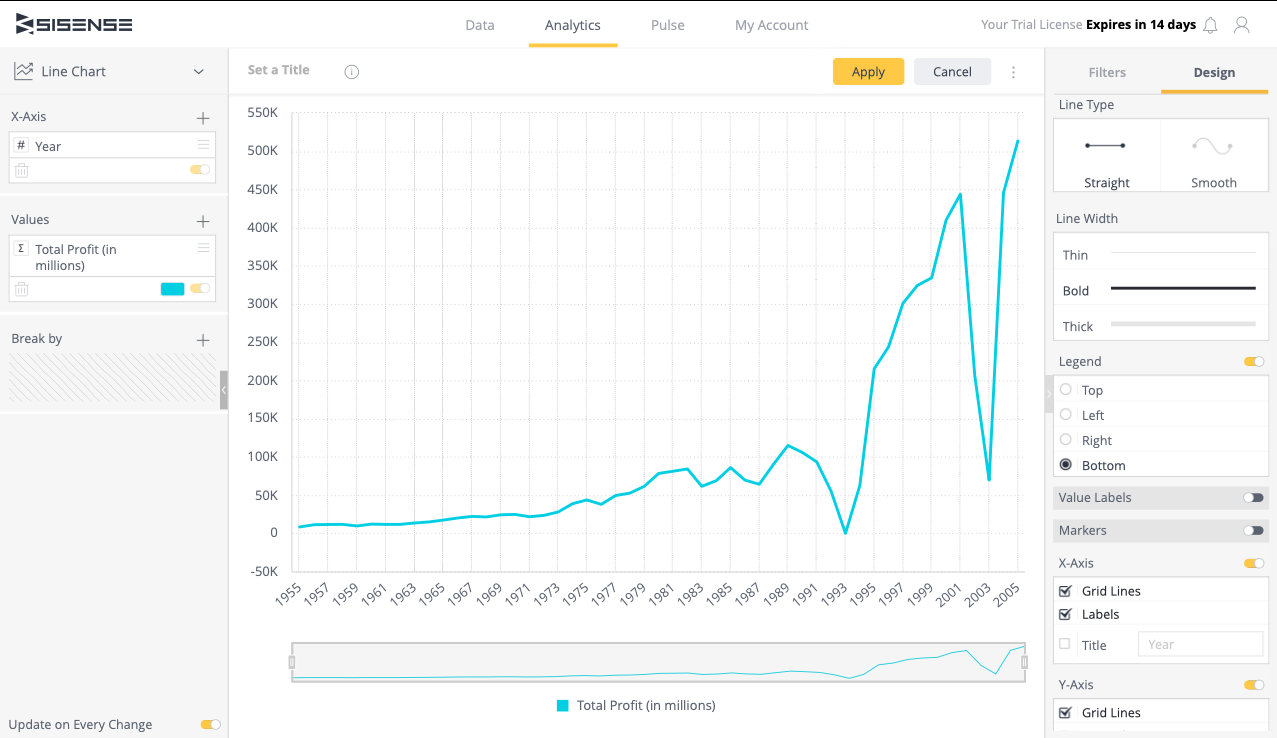 SISENSE
Data
Analytics
Pulse
My Account
Your Trial License Expires in 14 days
Line Chart
X-Axis
# Year
Values
Σ Total Profit (in
millions)
Break by
Update on Every Change
Set a Title
Apply
Cancel
550K
500K
450K
400K
350K
300K
250K
200K
150K
100K
50K
0
-50K
1955
1957
1959
1961
1963
1965
1967
1969
1971
1973
1975
1977
1979
1981
1983
1985
1987
1989
1991
1993
1995
1997
1999
2001
2003
2005
Total Profit (in millions)
Filters
Design
Line Type
Straight
Smooth
Line Width
Thin
Bold
Thick
Legend
Top
Left
Right
Bottom
Value Labels
Markers
X-Axis
Grid Lines
Labels
Title
Year
Y-Axis
Grid Lines